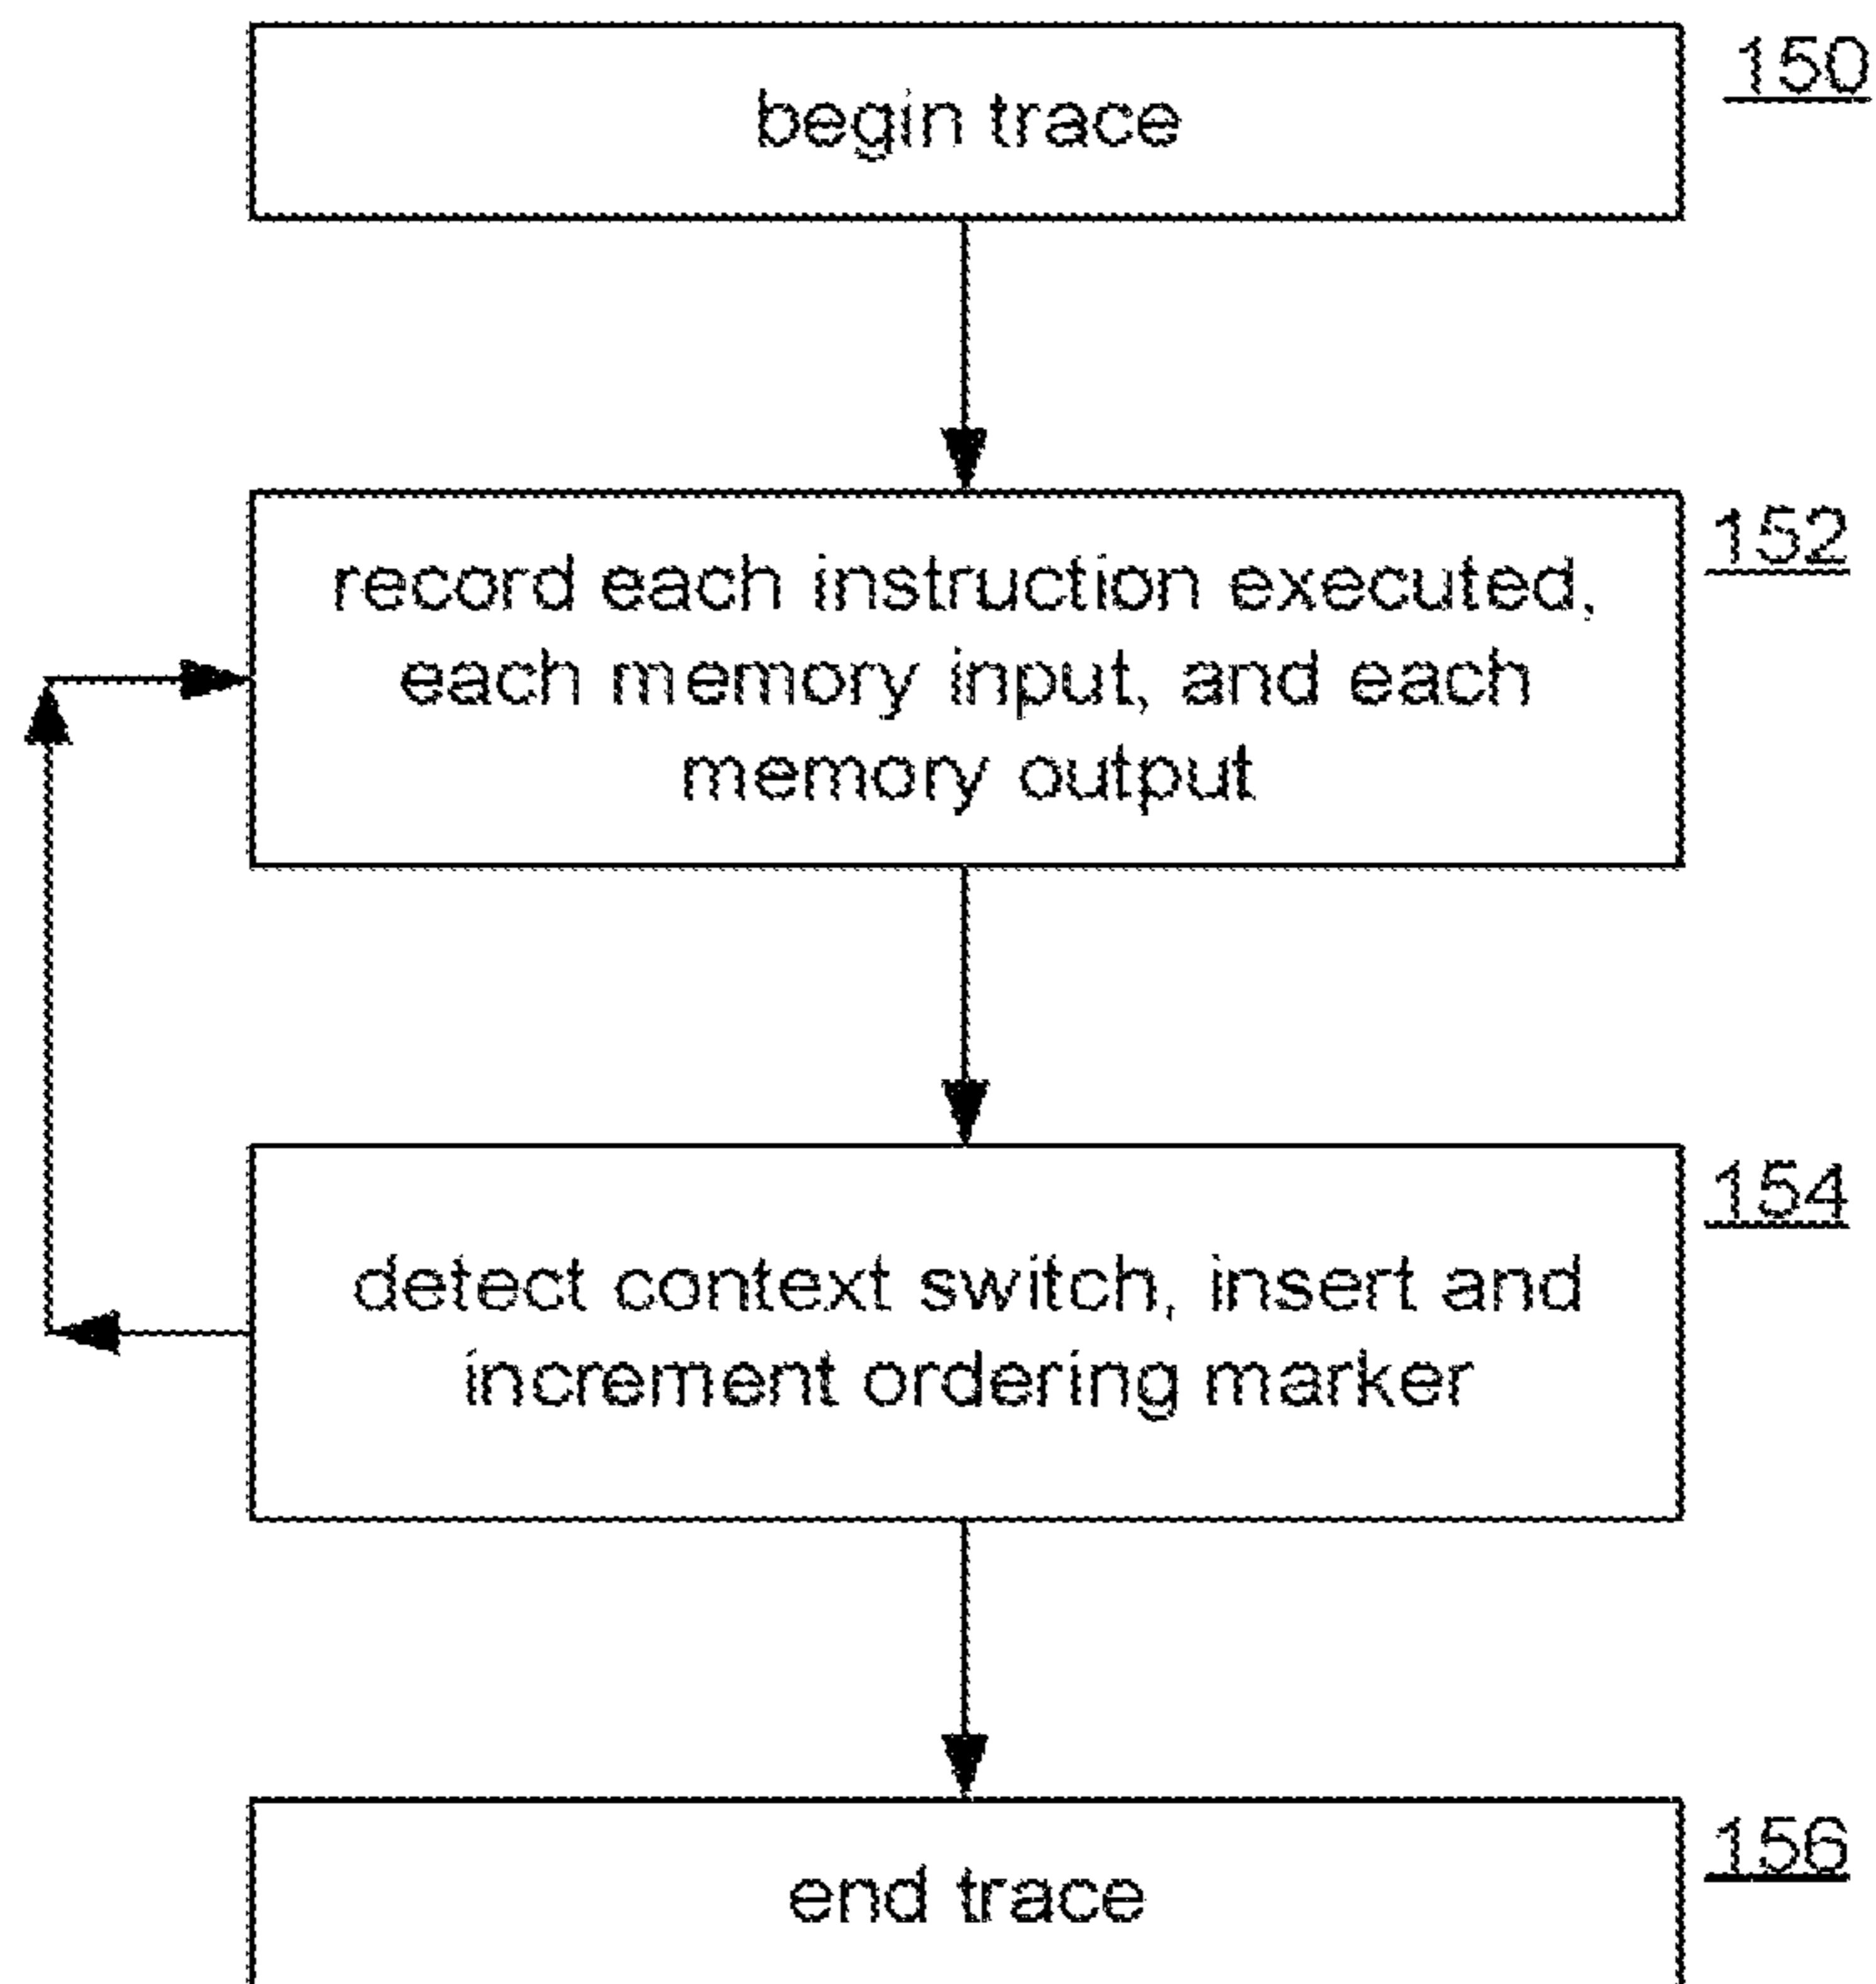 begin trace
150
record each instruction executed,
each memory input, and each
memory output
152
detect context switch, insert and
increment ordering marker
154
end trace
156